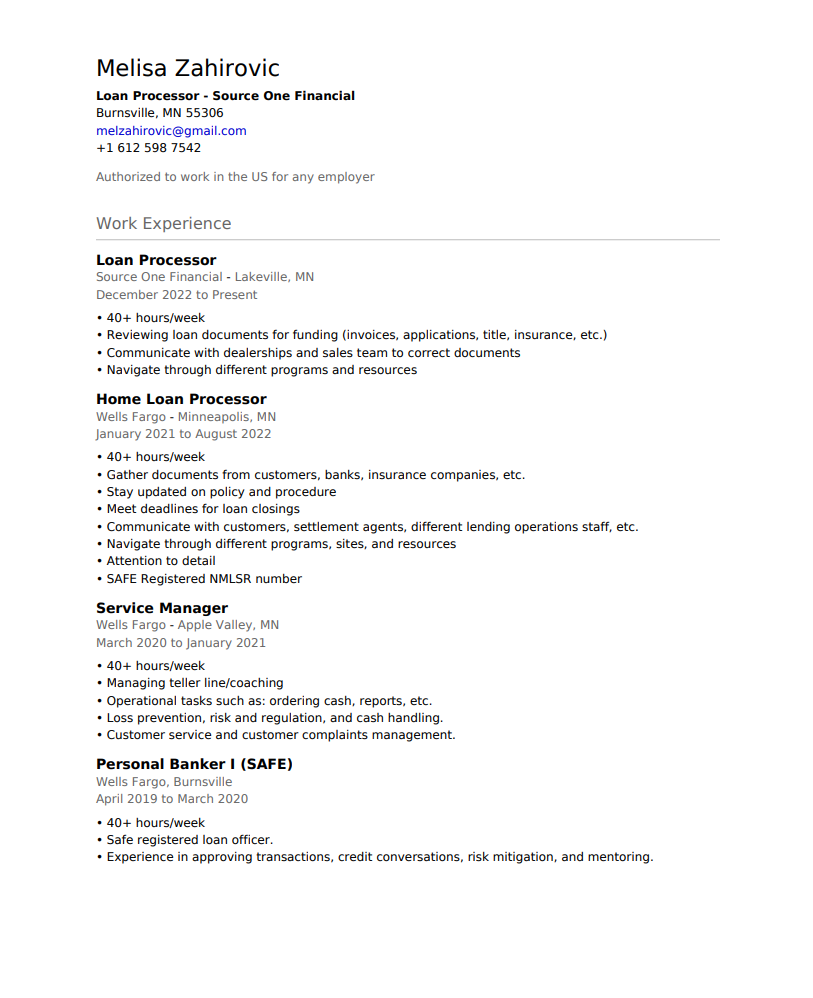 Melisa Zahirovic
Loan Processor - Source One Financial
Burnsville, MN 55306
melzahirovic@gmail.com
+1 612 598 7542
Authorized to work in the US for any employer
Work Experience
Loan Processor
Source One Financial - Lakeville, MN
December 2022 to Present
• 40+ hours/week
• Reviewing loan documents for funding (invoices, applications, title, insurance, etc.)
• Communicate with dealerships and sales team to correct documents
• Navigate through different programs and resources
Home Loan Processor
Wells Fargo - Minneapolis, MN
January 2021 to August 2022
• 40+ hours/week
• Gather documents from customers, banks, insurance companies, etc.
• Stay updated on policy and procedure
• Meet deadlines for loan closings
• Communicate with customers, settlement agents, different lending operations staff, etc.
• Navigate through different programs, sites, and resources
• Attention to detail
• SAFE Registered NMLSR number
Service Manager
Wells Fargo - Apple Valley, MN
March 2020 to January 2021
• 40+ hours/week
• Managing teller line/coaching
• Operational tasks such as: ordering cash, reports, etc.
• Loss prevention, risk and regulation, and cash handling.
• Customer service and customer complaints management.
Personal Banker I (SAFE)
Wells Fargo, Burnsville
April 2019 to March 2020
• 40+ hours/week
• Safe registered loan officer.
• Experience in approving transactions, credit conversations, risk mitigation, and mentoring.